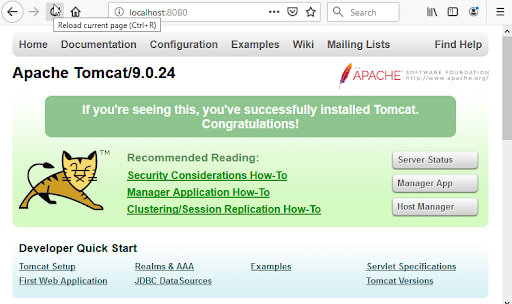 localhost:8080
Search
Reload current page (Ctrl+R)
Home Documentation Configuration Examples Wiki Mailing Lists Find Help
Apache Tomcat/9.0.24
THE APACHE SOFTWARE FOUNDATION
http://www.apache.org/
If you're seeing this, you've successfully installed Tomcat.
Congratulations!
TM
Recommended Reading:
Security Considerations How-To
Manager Application How-To
Clustering/Session Replication How-To
Server Status
Manager App
Host Manager
Developer Quick Start
Tomcat Setup Realms & AAA Examples Servlet Specifications
First Web Application JDBC DataSources Tomcat Versions